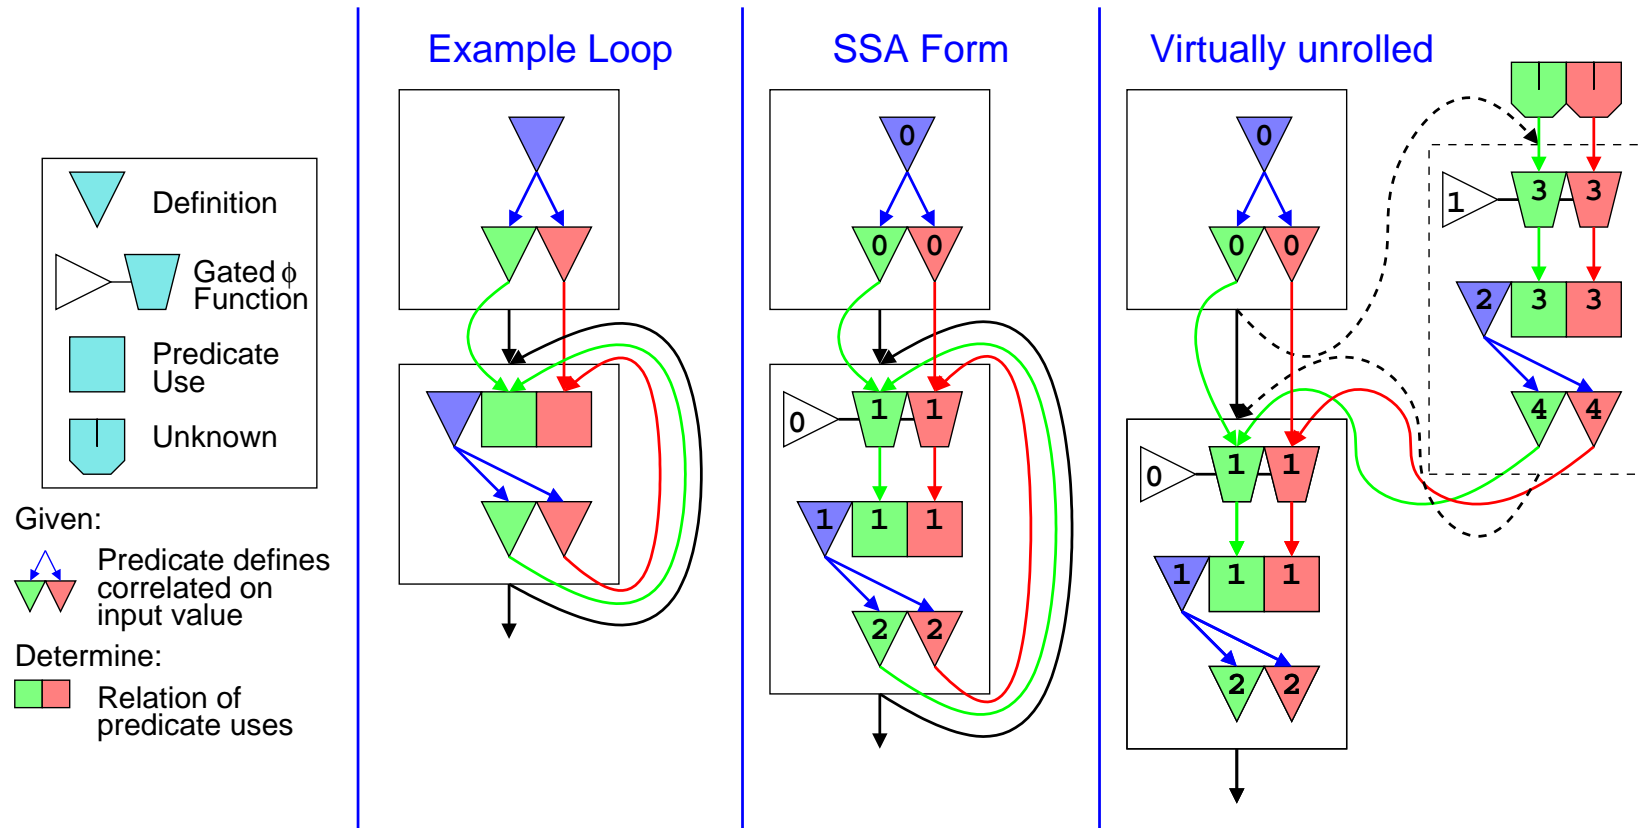 Definition
Gated ϕ
Function
Predicate
Use
Unknown
Given:
Predicate defines
correlated on
input value
Determine:
Relation of
predicate uses
Example Loop
SSA Form
0
0 0
0 1 1
1 1 1
2 2
Virtually unrolled
0
0 0
0 1 1
1 1 1
2 2
1 3 3
2 3 3
4 4